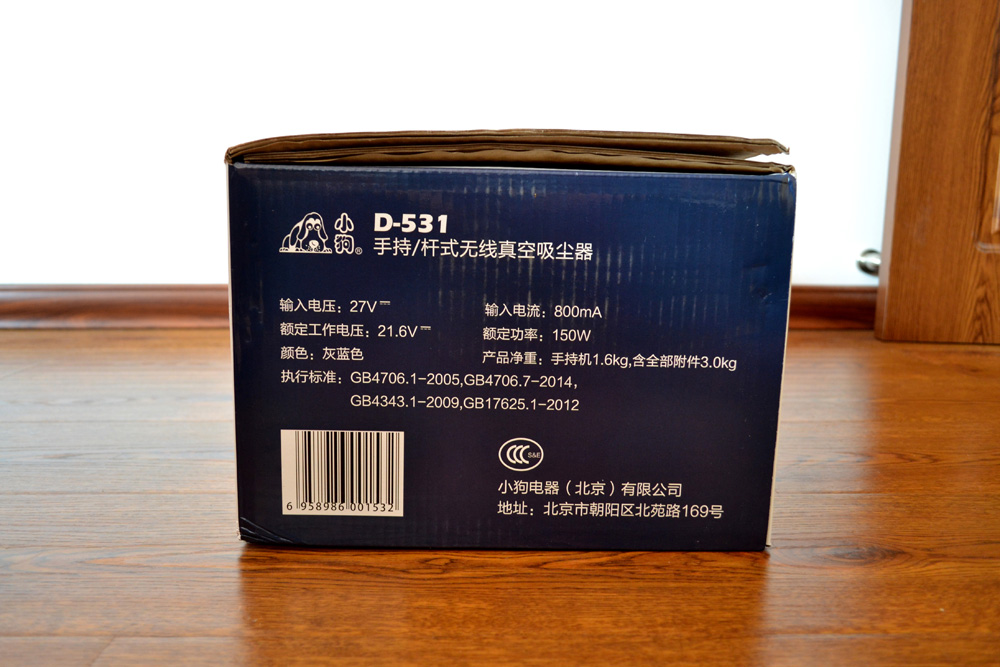 小狗®
D-531
手持/杆式无线真空吸尘器
输入电压：27V⎓
输入电流：800mA
额定工作电压：21.6V⎓
额定功率：150W
颜色：灰蓝色
产品净重：手持机1.6kg,含全部附件3.0kg
执行标准：GB4706.1-2005,GB4706.7-2014，
GB4343.1-2009,GB17625.1-2012
CCC S&E
6 958986 001532
小狗电器（北京）有限公司
地址：北京市朝阳区北苑路169号